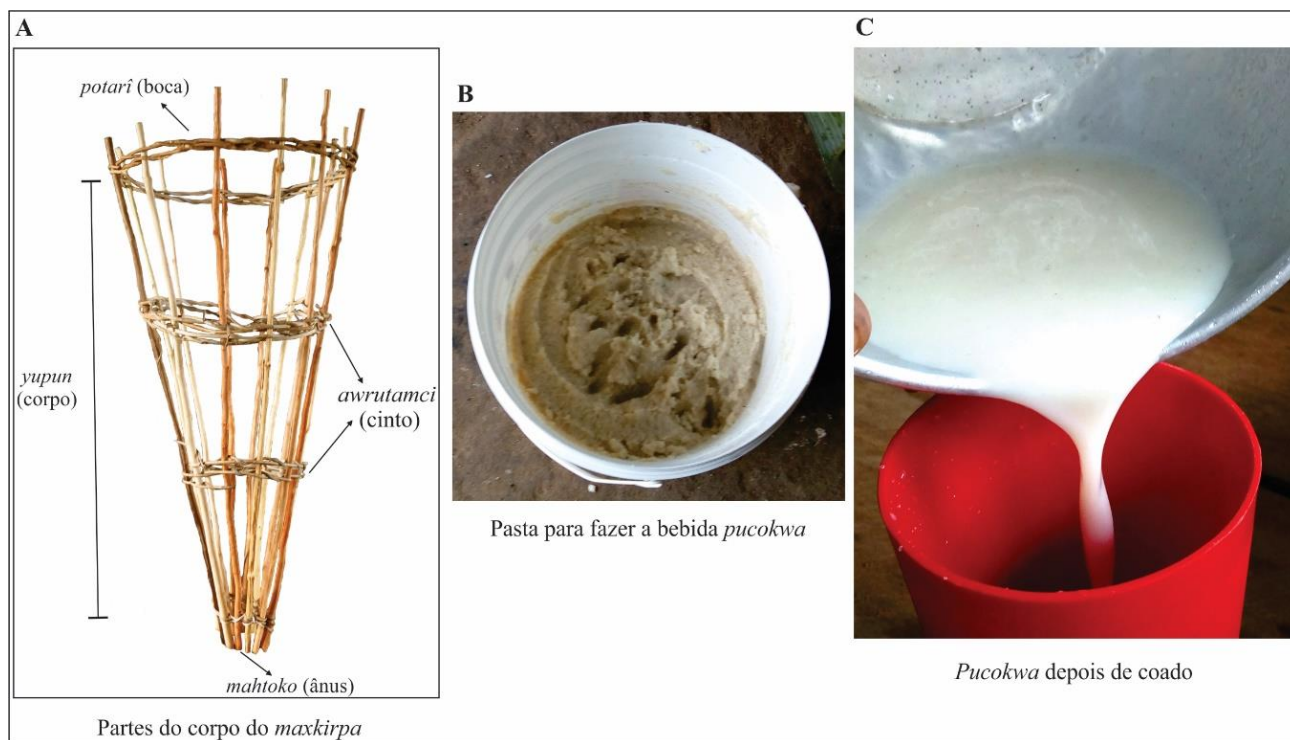 A
potarî (boca)
yupun
(corpo)
awrutamci
(cinto)
mahtoko (ânus)
Partes do corpo do maxkirpa
B
Pasta para fazer a bebida pucokwa
C
Pucokwa depois de coado